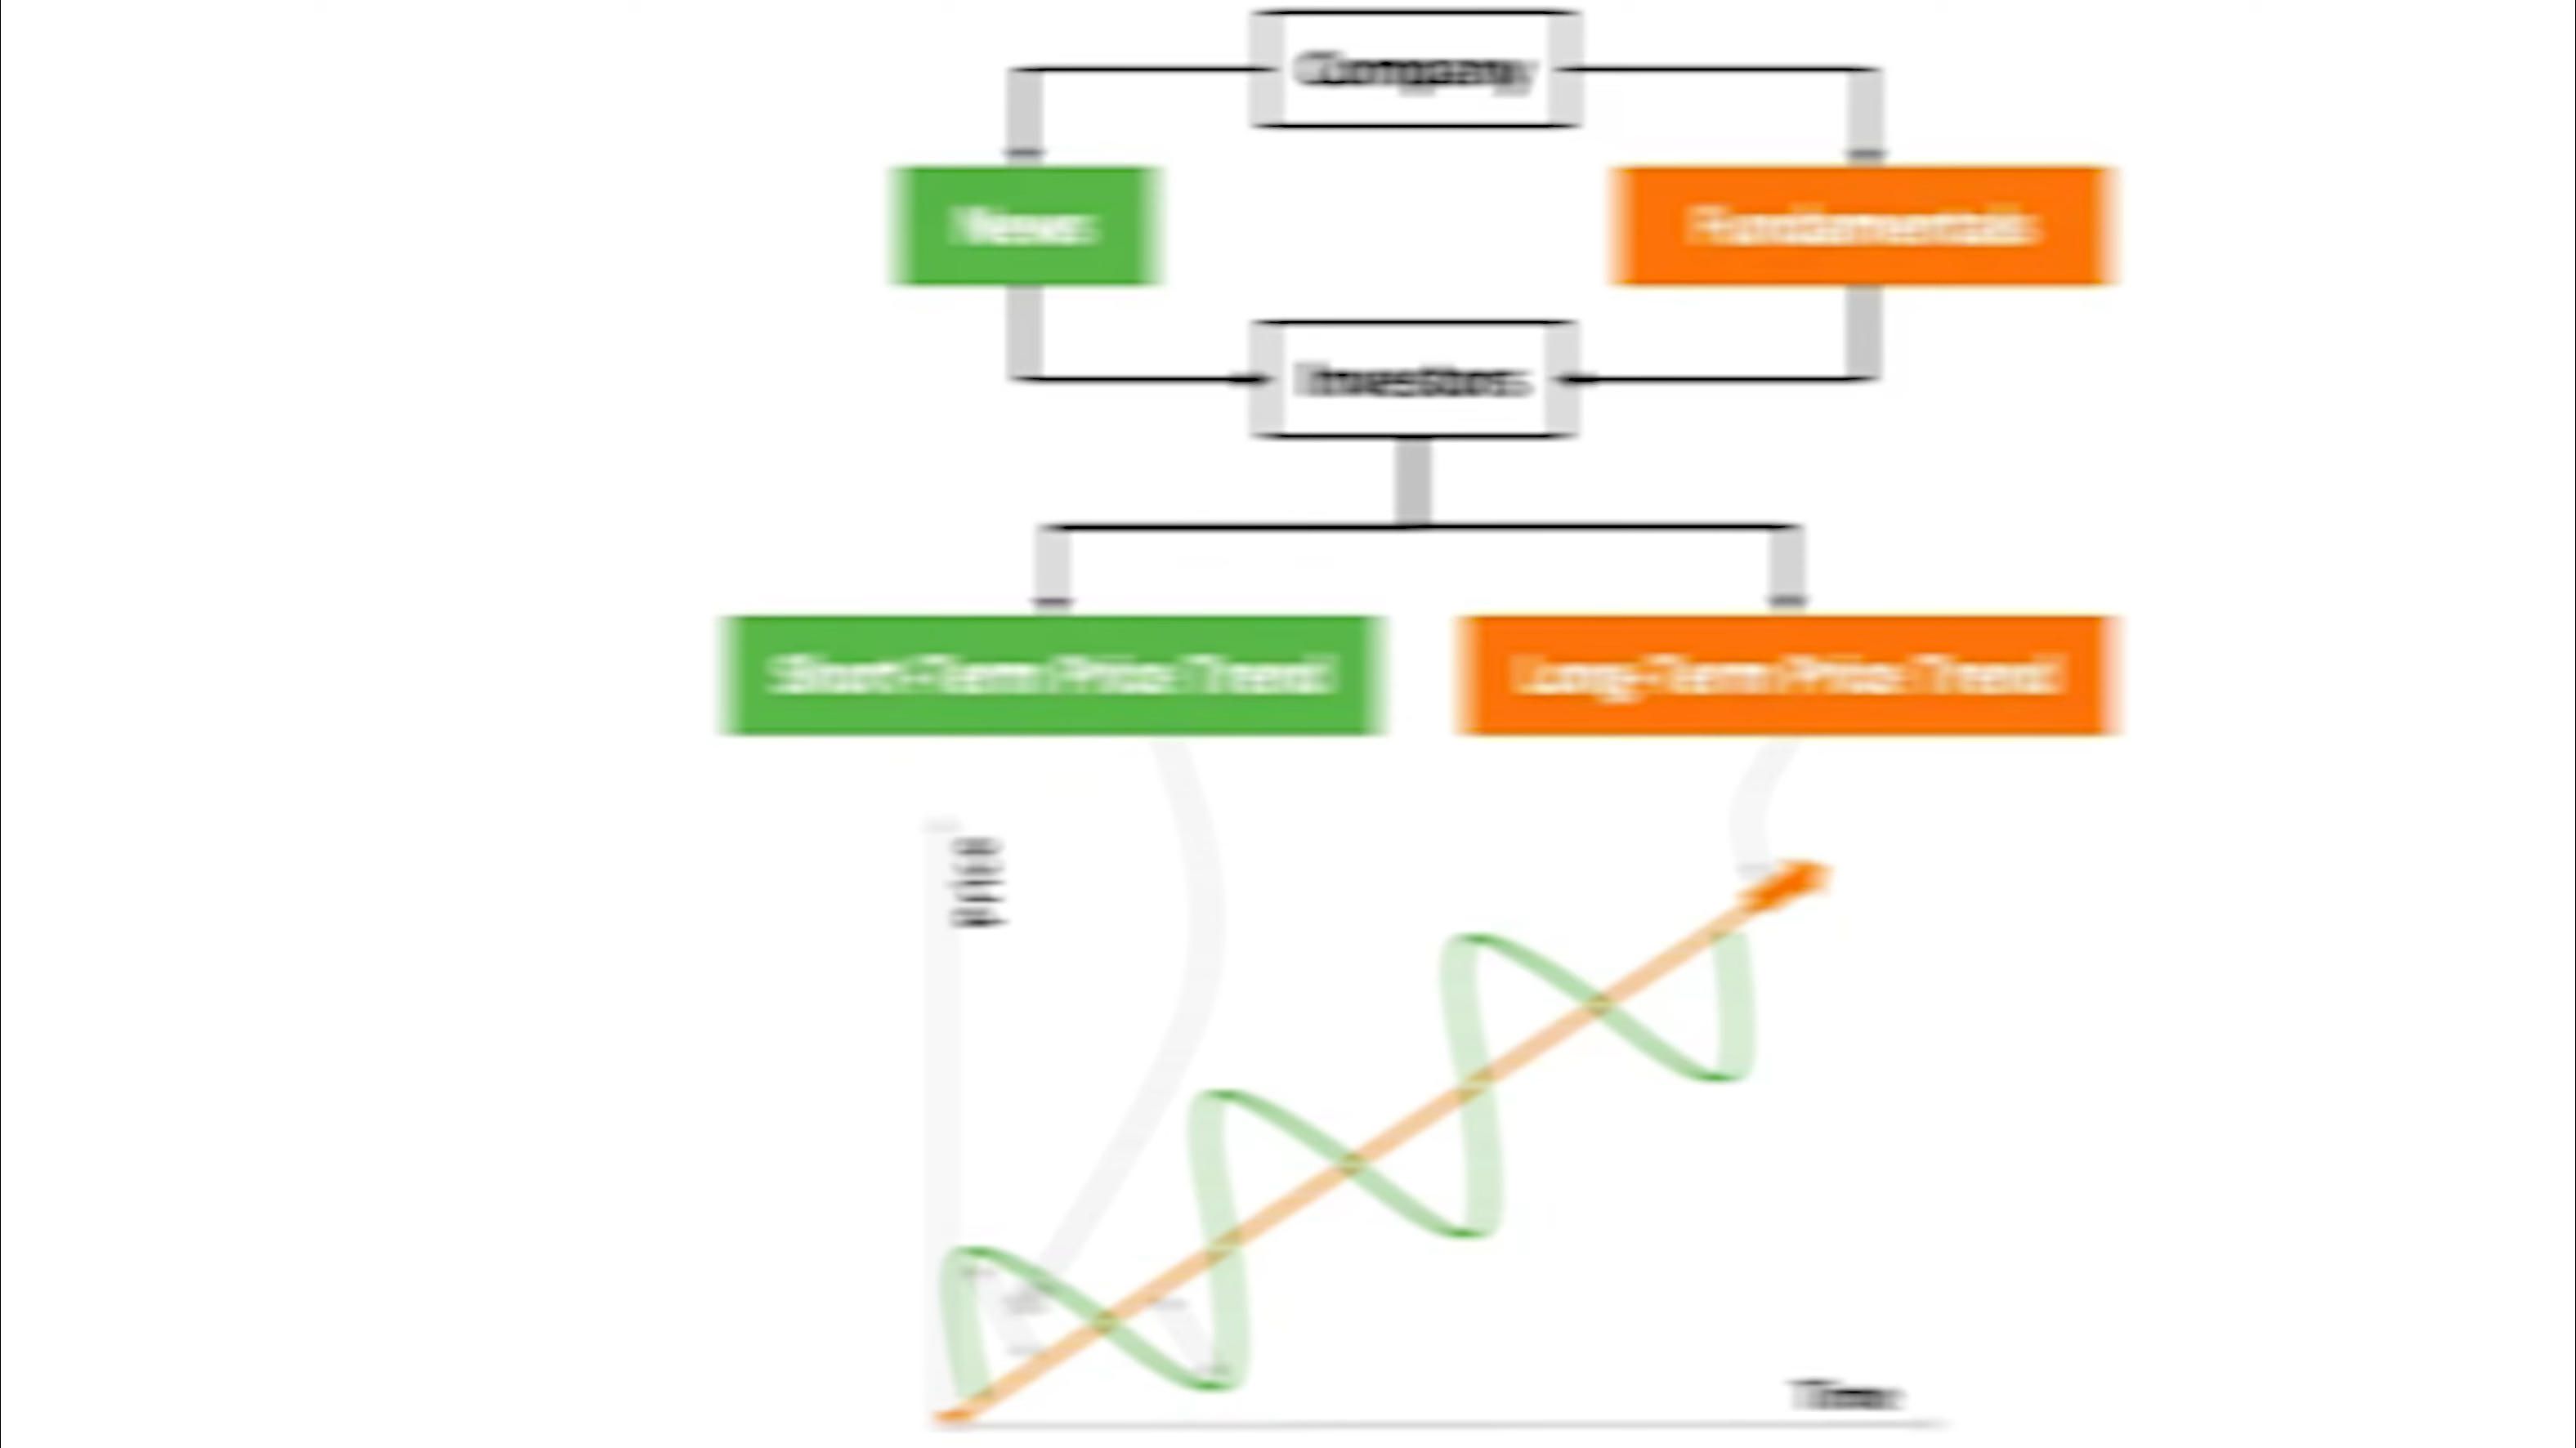 Company
News
Fundamentals
Investors
Short-Term Price Trend
Long-Term Price Trend
Price
Time